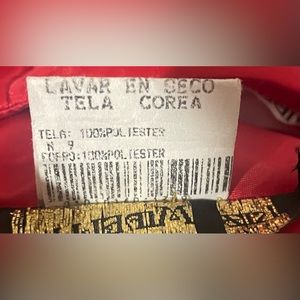 LAVAR EN SECO
TELA COREA
TELA: 100%POLIESTER
N 9
FORRO:100%POLIESTER